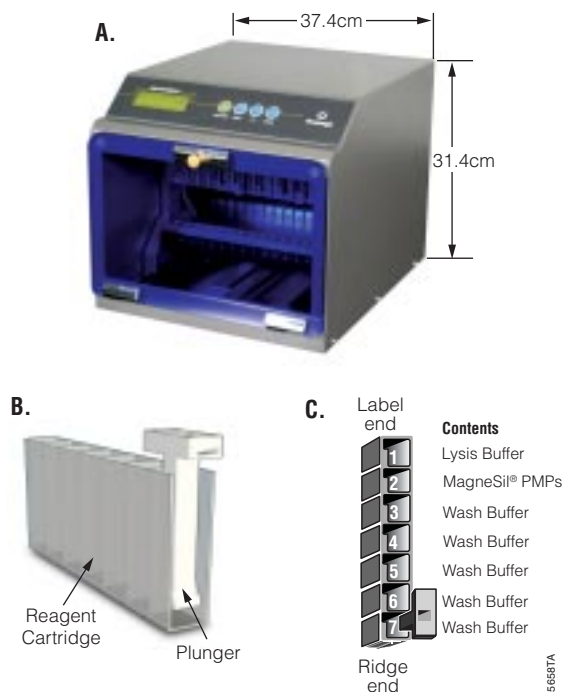 A.
37.4cm
31.4cm
B.
Reagent
Cartridge
Plunger
C.
Label
end
Contents
1 Lysis Buffer
2 MagneSil® PMPs
3 Wash Buffer
4 Wash Buffer
5 Wash Buffer
6 Wash Buffer
7 Wash Buffer
Ridge
end
5658TA